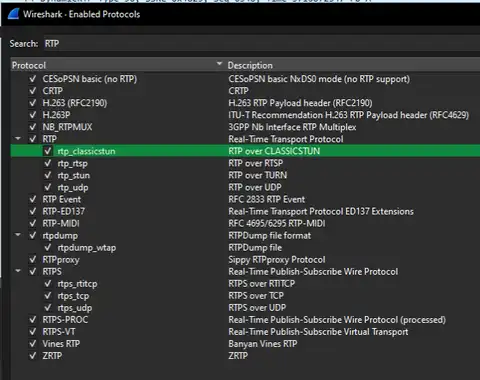 Wireshark · Enabled Protocols
Search: RTP
Protocol Description
CESoPSN basic (no RTP) CESoPSN basic NxDS0 mode (no RTP support)
CRTP CRTP
H.263 (RFC2190) H.263 RTP Payload header (RFC2190)
H.263P ITU-T Recommendation H.263 RTP Payload header (RFC4629)
NB_RTPMUX 3GPP Nb Interface RTP Multiplex
RTP Real-Time Transport Protocol
rtp_classicstun RTP over CLASSICSTUN
rtp_rtsp RTP over RTSP
rtp_stun RTP over TURN
rtp_udp RTP over UDP
RTP Event RFC 2833 RTP Event
RTP-ED137 Real-Time Transport Protocol ED137 Extensions
RTP-MIDI RFC 4695/6295 RTP-MIDI
rtpdump RTPDump file format
rtpdump_wtap RTPDump file
RTPproxy Sippy RTPproxy Protocol
RTPS Real-Time Publish-Subscribe Wire Protocol
rtps_rtitcp RTPS over RTITCP
rtps_tcp RTPS over TCP
rtps_udp RTPS over UDP
RTPS-PROC Real-Time Publish-Subscribe Wire Protocol (processed)
RTPS-VT Real-Time Publish-Subscribe Virtual Transport
Vines RTP Banyan Vines RTP
ZRTP ZRTP